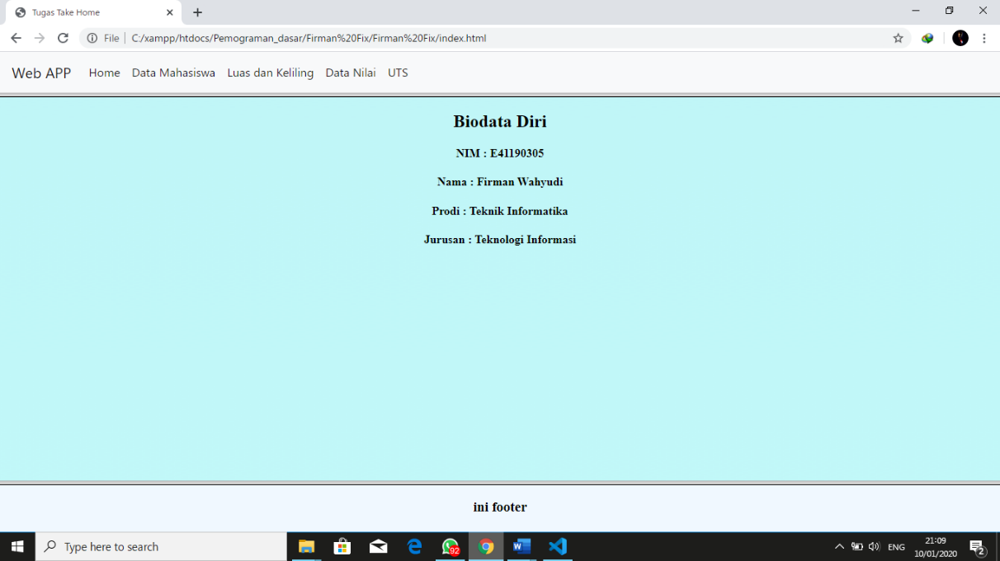 Tugas Take Home
File C:/xampp/htdocs/Pemograman_dasar/Firman%20Fix/Firman%20Fix/index.html
Web APP Home Data Mahasiswa Luas dan Keliling Data Nilai UTS
Biodata Diri
NIM : E41190305
Nama : Firman Wahyudi
Prodi : Teknik Informatika
Jurusan : Teknologi Informasi
ini footer
Type here to search
92
W
ENG
21:09
10/01/2020
2